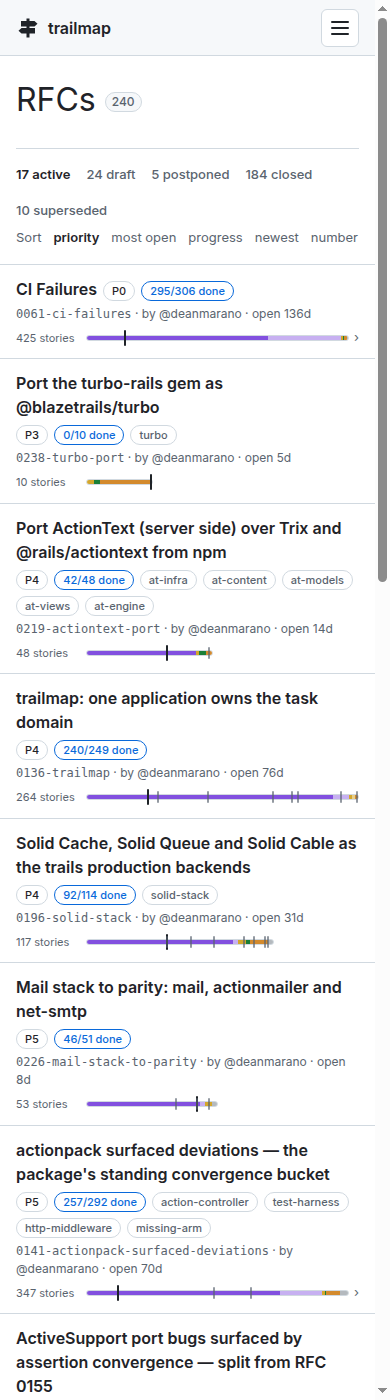 trailmap
RFCs 240
17 active 24 draft 5 postponed 184 closed
10 superseded
Sort priority most open progress newest number
CI Failures P0 295/306 done
0061-ci-failures · by @deanmarano · open 136d
425 stories ›
Port the turbo-rails gem as
@blazetrails/turbo
P3 0/10 done turbo
0238-turbo-port · by @deanmarano · open 5d
10 stories
Port ActionText (server side) over Trix and
@rails/actiontext from npm
P4 42/48 done at-infra at-content at-models
at-views at-engine
0219-actiontext-port · by @deanmarano · open 14d
48 stories
trailmap: one application owns the task
domain
P4 240/249 done
0136-trailmap · by @deanmarano · open 76d
264 stories
Solid Cache, Solid Queue and Solid Cable as
the trails production backends
P4 92/114 done solid-stack
0196-solid-stack · by @deanmarano · open 31d
117 stories
Mail stack to parity: mail, actionmailer and
net-smtp
P5 46/51 done
0226-mail-stack-to-parity · by @deanmarano · open
8d
53 stories
actionpack surfaced deviations — the
package's standing convergence bucket
P5 257/292 done action-controller test-harness
http-middleware missing-arm
0141-actionpack-surfaced-deviations · by
@deanmarano · open 70d
347 stories ›
ActiveSupport port bugs surfaced by
assertion convergence — split from RFC
0155